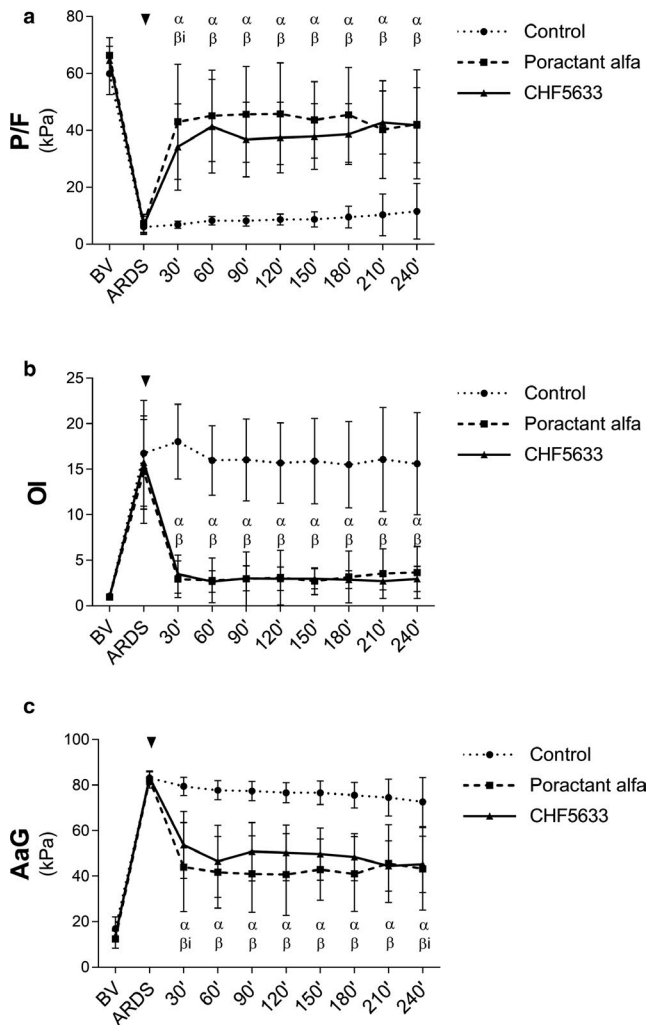 a
P/F
(kPa)
80
60
40
20
0
α α α α α α α α
βi β β β β β β β
BV ARDS 30' 60' 90' 120' 150' 180' 210' 240'
Control
Poractant alfa
CHF5633
b
OI
25
20
15
10
5
0
α α α α α α α α
β β β β β β β β
BV ARDS 30' 60' 90' 120' 150' 180' 210' 240'
Control
Poractant alfa
CHF5633
c
AaG
(kPa)
100
80
60
40
20
0
α α α α α α α α
βi β β β β β β βi
BV ARDS 30' 60' 90' 120' 150' 180' 210' 240'
Control
Poractant alfa
CHF5633